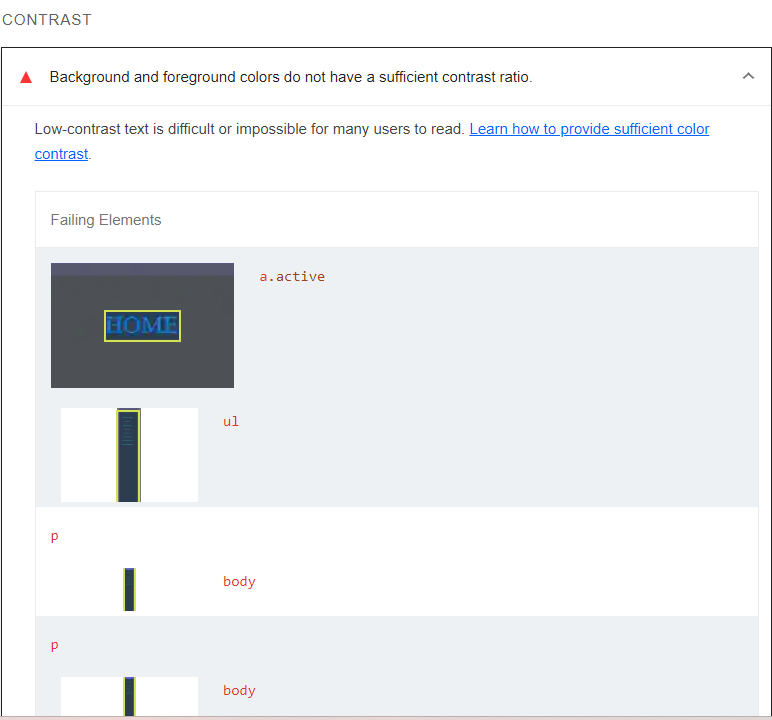 CONTRAST
Background and foreground colors do not have a sufficient contrast ratio.
Low-contrast text is difficult or impossible for many users to read. Learn how to provide sufficient color
contrast.
Failing Elements
a.active
HOME
ul
p
body
p
body